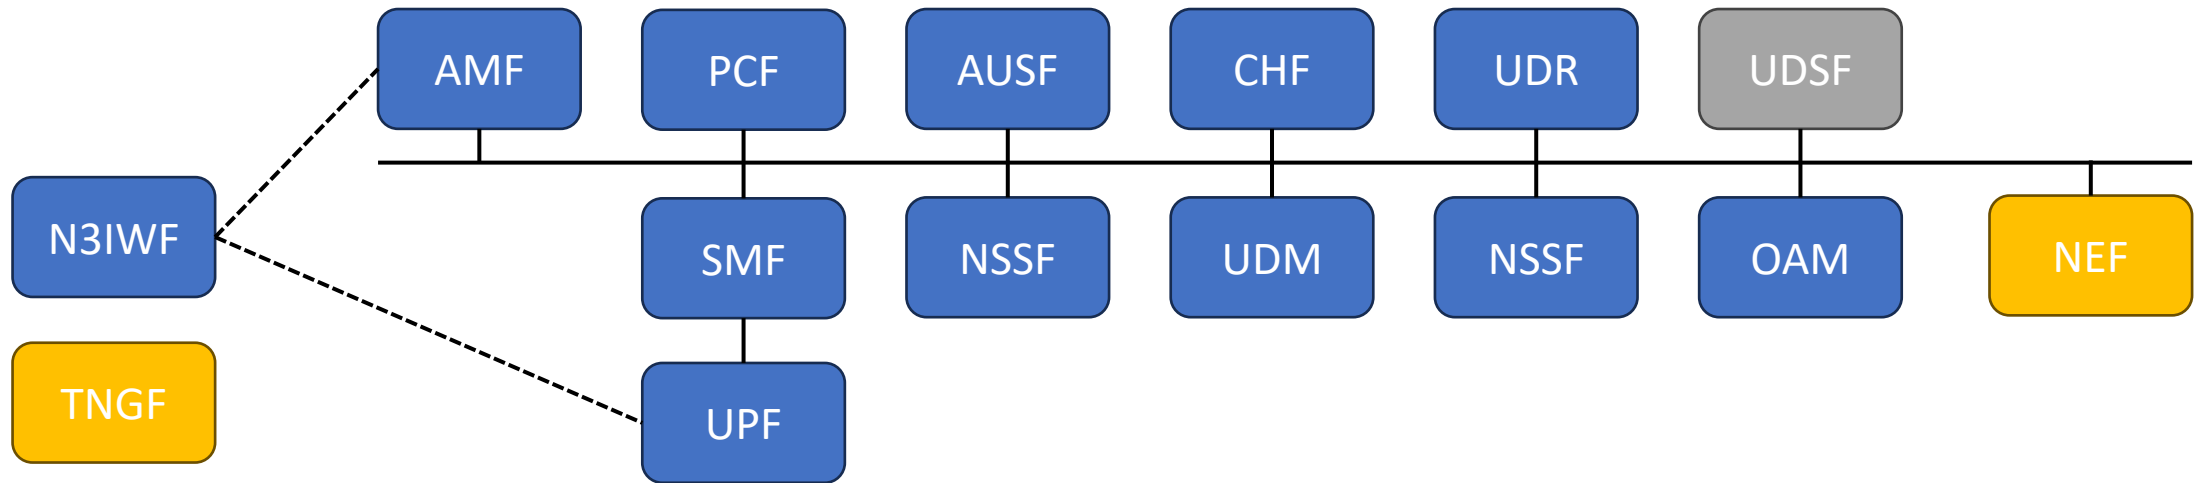 AMF
PCF
AUSF
CHF
UDR
UDSF
N3IWF
SMF
NSSF
UDM
NSSF
OAM
NEF
TNGF
UPF